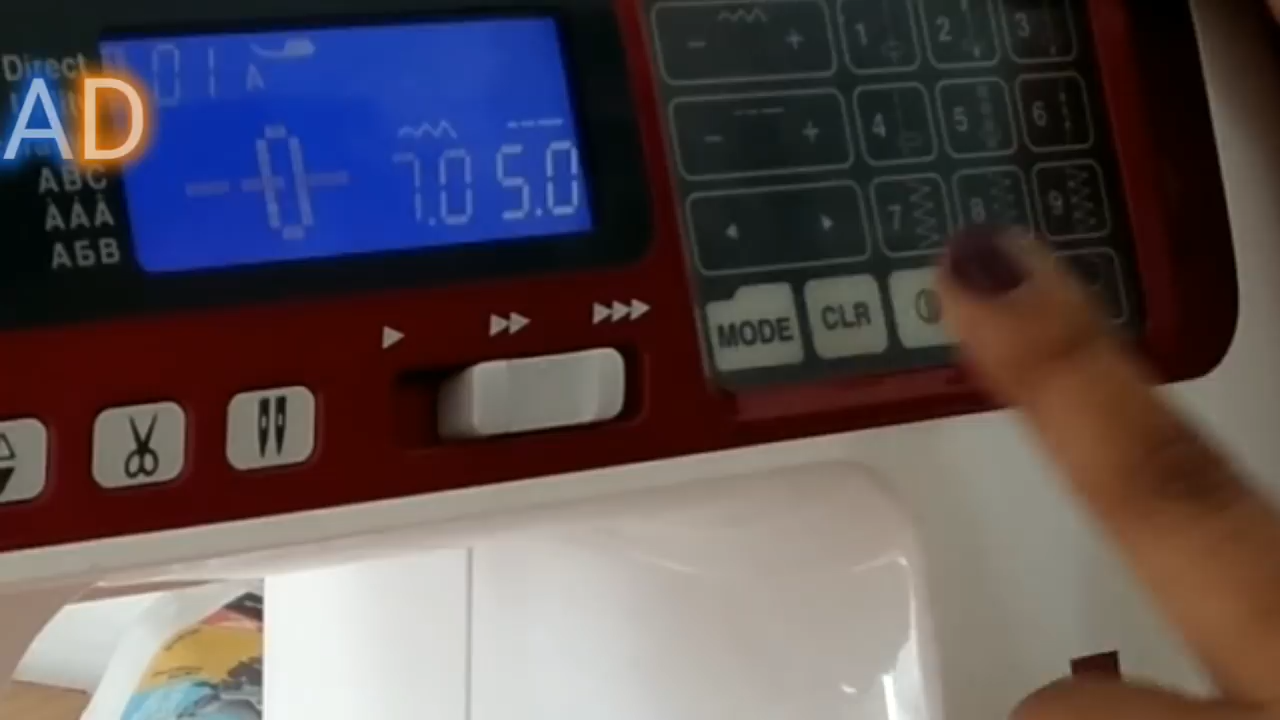 Direct
AD
ABC
ÀÄÅ
АБВ
01 A
7.0 5.0
- +
- +
1 2 3
4 5 6
7 8 9
MODE CLR